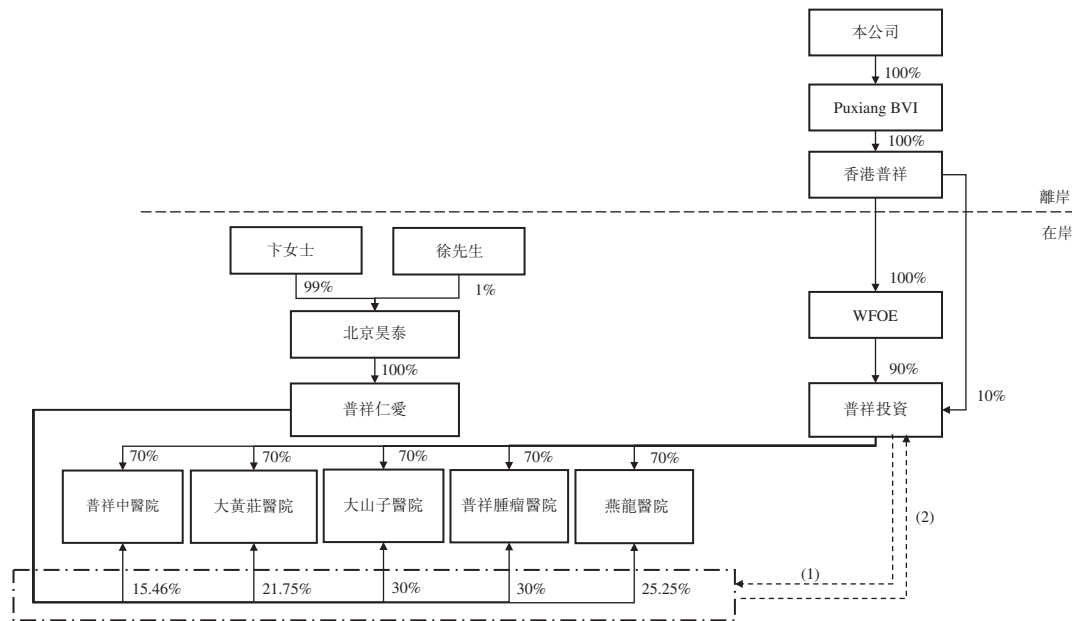 本公司
100%
Puxiang BVI
100%
香港普祥
離岸
在岸
卞女士
徐先生
99%
1%
100%
北京昊泰
WFOE
100%
90%
普祥仁愛
普祥投資
10%
70%
70%
70%
70%
70%
普祥中醫院
大黃莊醫院
大山子醫院
普祥腫瘤醫院
燕龍醫院
(2)
(1)
15.46%
21.75%
30%
30%
25.25%